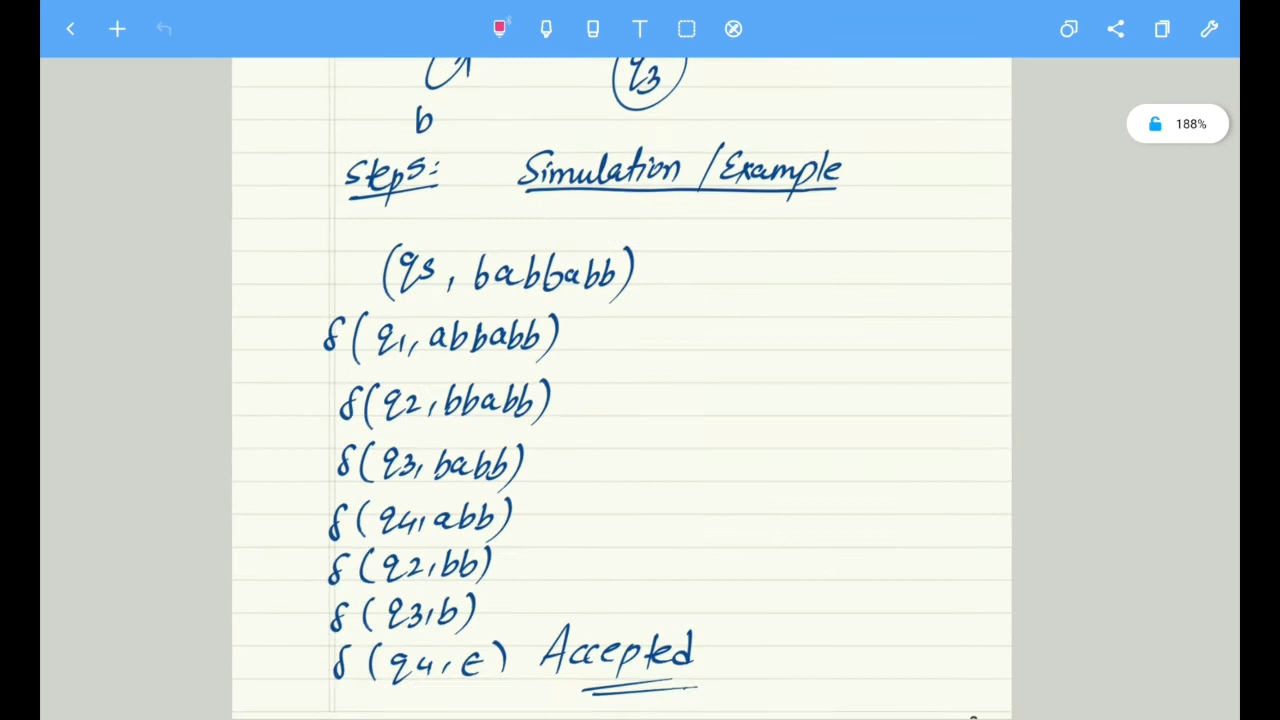 T
188%
q3
b
Steps: Simulation / Example
(qs, babbabb)
δ(q1, abbabb)
δ(q2, bbabb)
δ(q3, babb)
δ(q4, abb)
δ(q2, bb)
δ(q3, b)
δ(q4, ϵ) Accepted